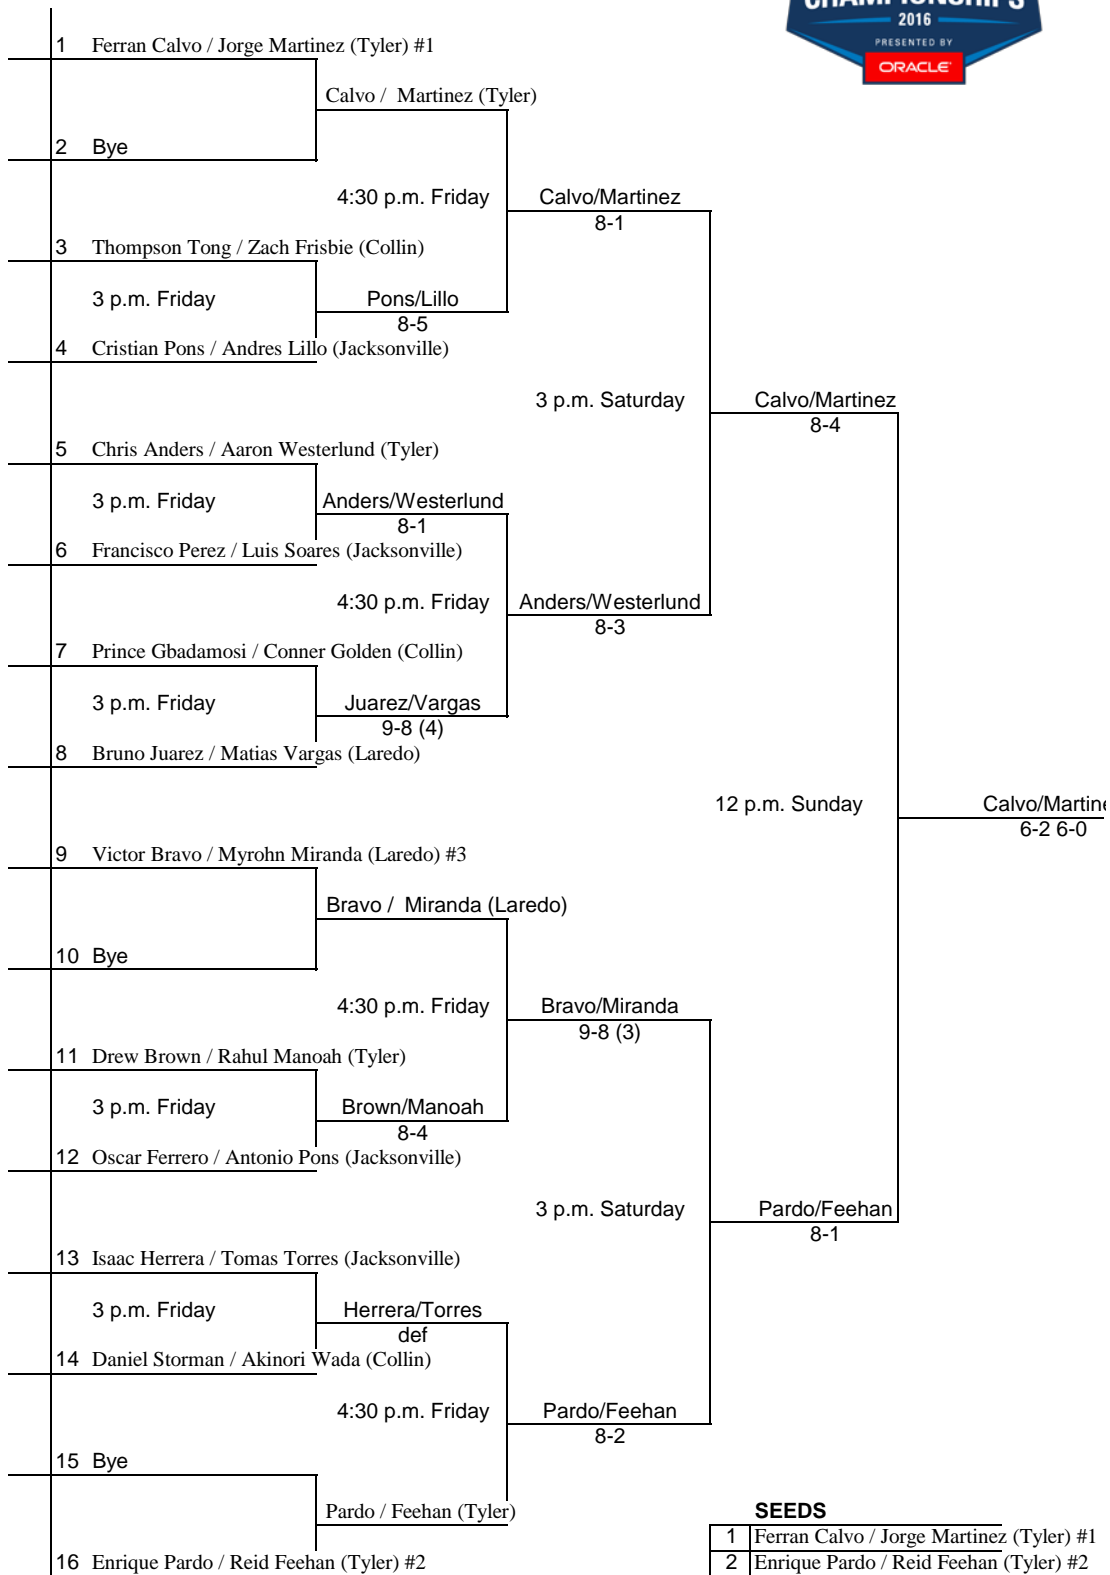 CHAMPIONSHIPS
2016
PRESENTED BY
ORACLE
1 Ferran Calvo / Jorge Martinez (Tyler) #1
Calvo / Martinez (Tyler)
2 Bye
4:30 p.m. Friday Calvo/Martinez
8-1
3 Thompson Tong / Zach Frisbie (Collin)
3 p.m. Friday Pons/Lillo
8-5
4 Cristian Pons / Andres Lillo (Jacksonville)
3 p.m. Saturday Calvo/Martinez
8-4
5 Chris Anders / Aaron Westerlund (Tyler)
3 p.m. Friday Anders/Westerlund
8-1
6 Francisco Perez / Luis Soares (Jacksonville)
4:30 p.m. Friday Anders/Westerlund
8-3
7 Prince Gbadamosi / Conner Golden (Collin)
3 p.m. Friday Juarez/Vargas
9-8 (4)
8 Bruno Juarez / Matias Vargas (Laredo)
12 p.m. Sunday Calvo/Martine
6-2 6-0
9 Victor Bravo / Myrohn Miranda (Laredo) #3
Bravo / Miranda (Laredo)
10 Bye
4:30 p.m. Friday Bravo/Miranda
9-8 (3)
11 Drew Brown / Rahul Manoah (Tyler)
3 p.m. Friday Brown/Manoah
8-4
12 Oscar Ferrero / Antonio Pons (Jacksonville)
3 p.m. Saturday Pardo/Feehan
8-1
13 Isaac Herrera / Tomas Torres (Jacksonville)
3 p.m. Friday Herrera/Torres
def
14 Daniel Storman / Akinori Wada (Collin)
4:30 p.m. Friday Pardo/Feehan
8-2
15 Bye
Pardo / Feehan (Tyler) SEEDS
1 Ferran Calvo / Jorge Martinez (Tyler) #1
16 Enrique Pardo / Reid Feehan (Tyler) #2 2 Enrique Pardo / Reid Feehan (Tyler) #2